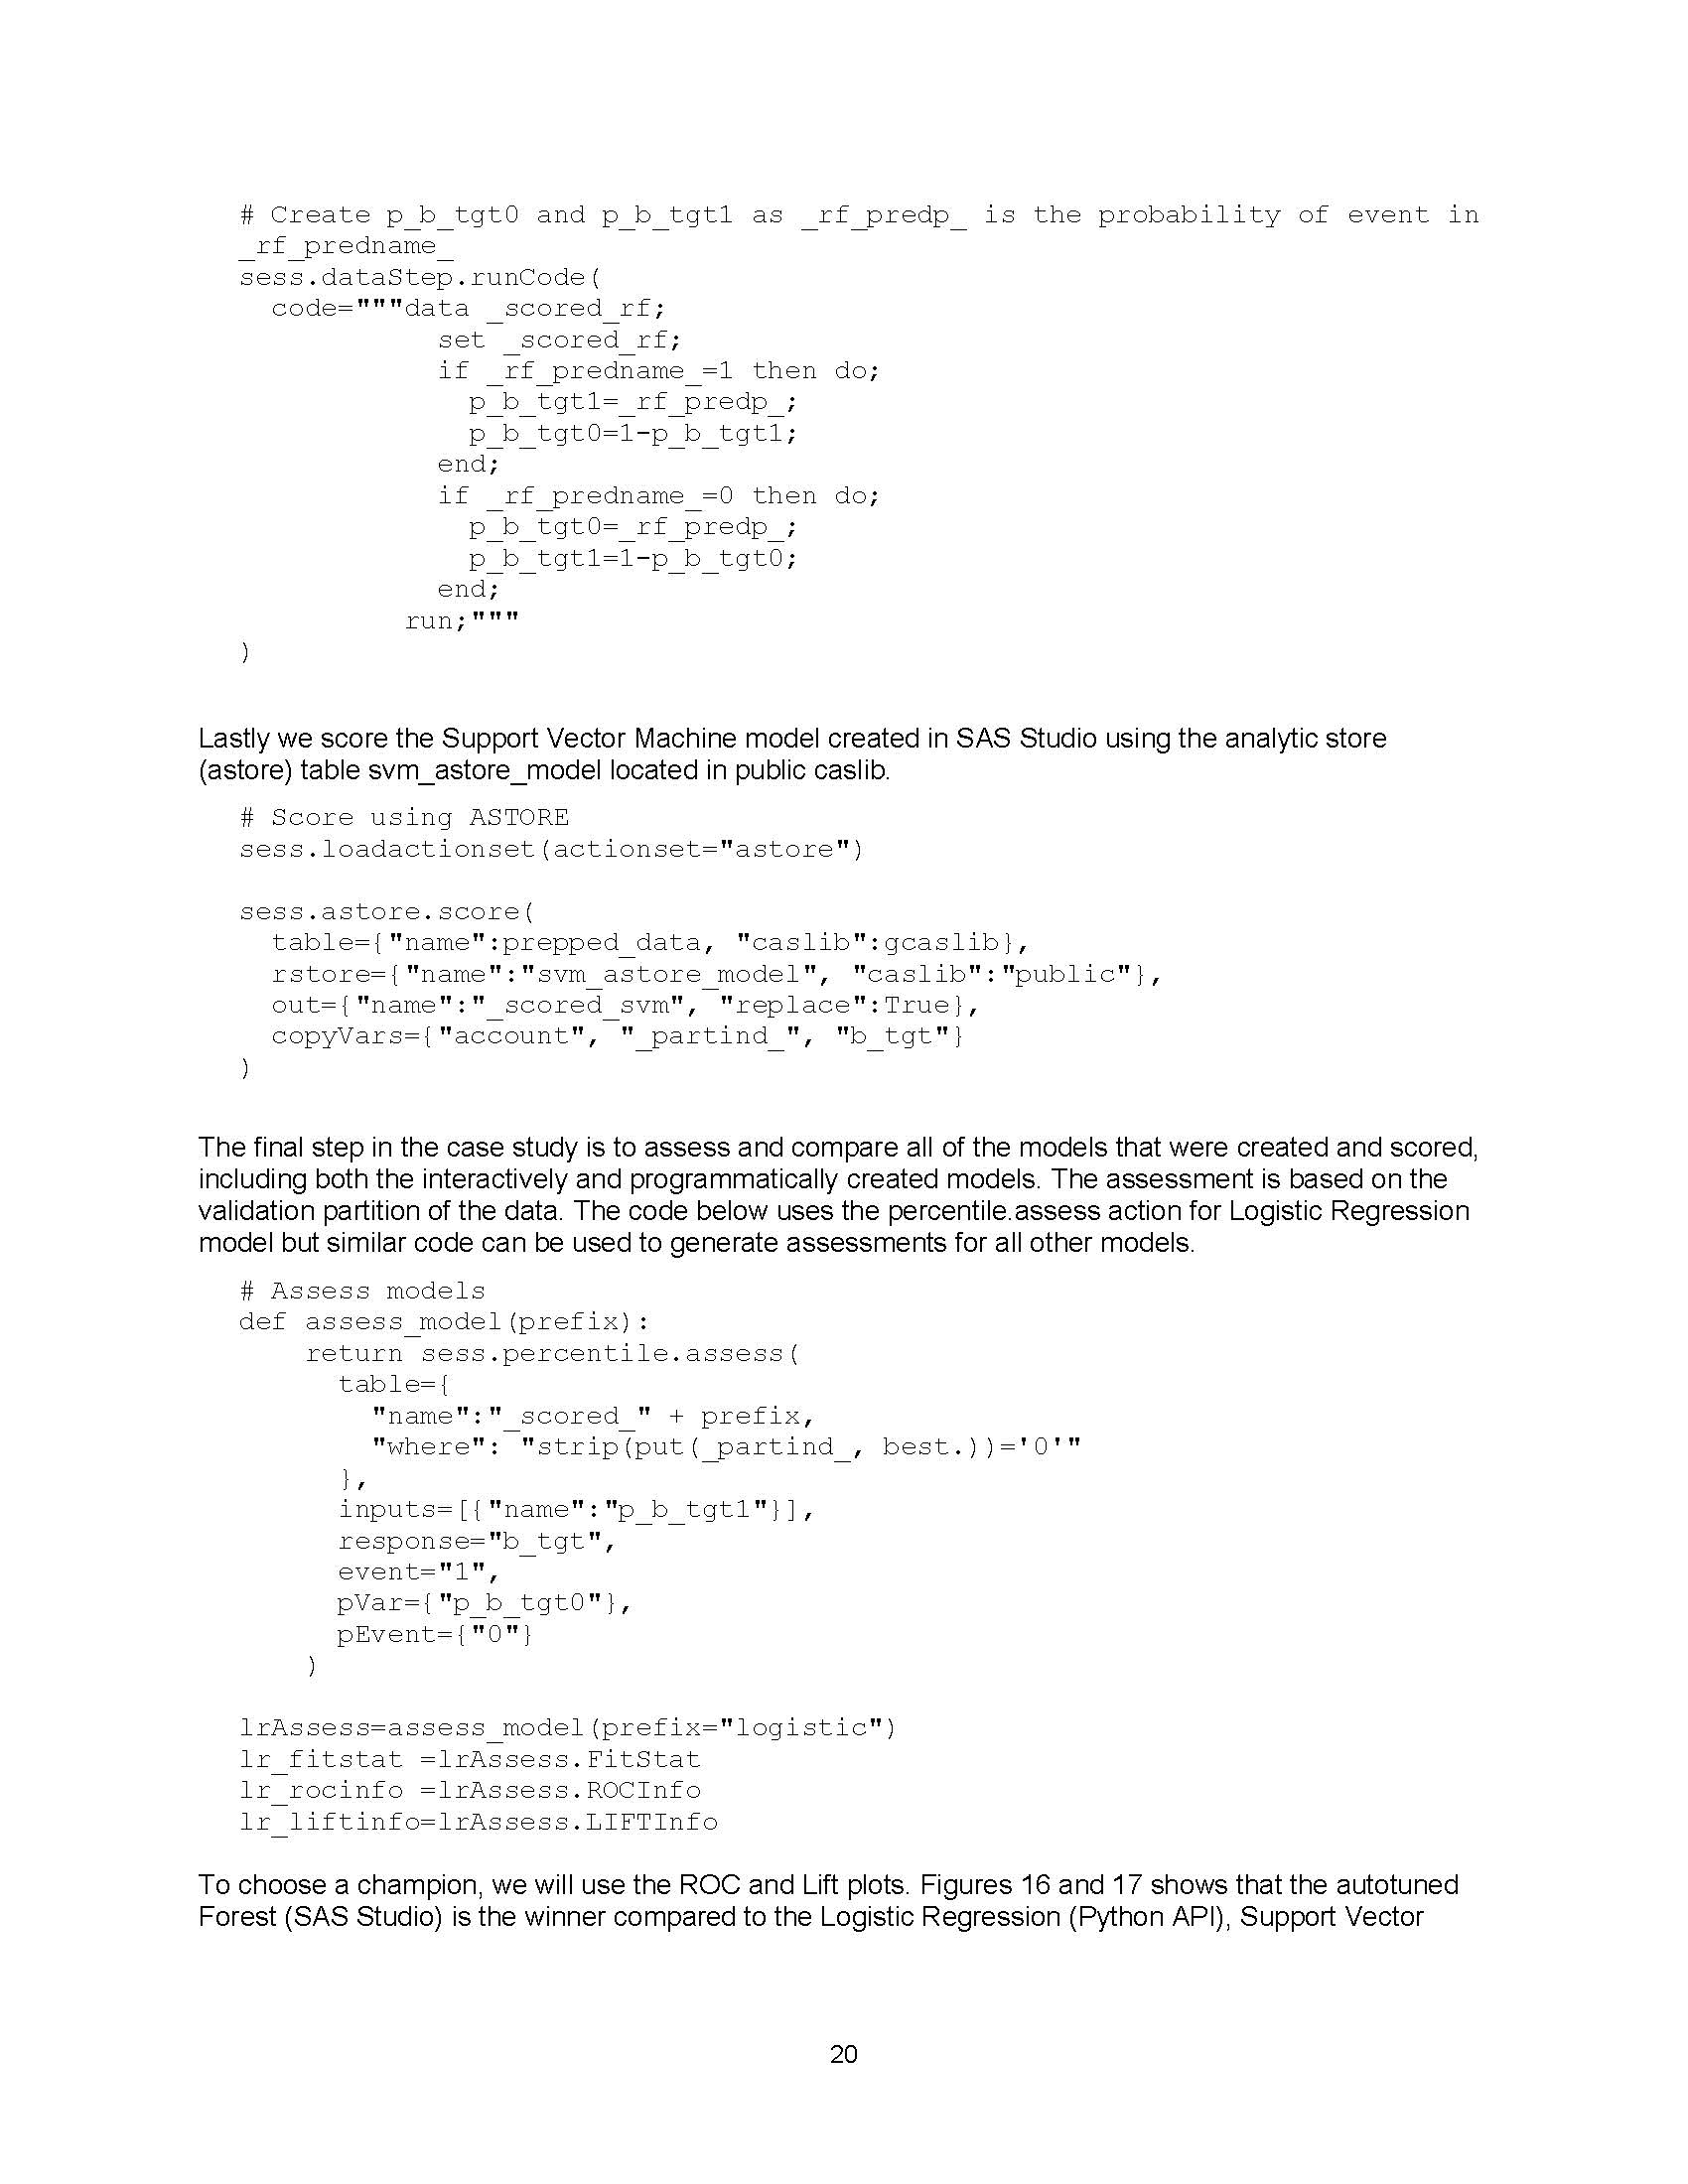 # Create p_b_tgt0 and p_b_tgt1 as _rf_predp_ is the probability of event in
_rf_predname_
sess.dataStep.runCode(
  code="""data _scored_rf;
            set _scored_rf;
            if _rf_predname_=1 then do;
              p_b_tgt1=_rf_predp_;
              p_b_tgt0=1-p_b_tgt1;
            end;
            if _rf_predname_=0 then do;
              p_b_tgt0=_rf_predp_;
              p_b_tgt1=1-p_b_tgt0;
            end;
          run;"""
)
Lastly we score the Support Vector Machine model created in SAS Studio using the analytic store
(astore) table svm_astore_model located in public caslib.
# Score using ASTORE
sess.loadactionset(actionset="astore")
sess.astore.score(
  table={"name":prepped_data, "caslib":gcaslib},
  rstore={"name":"svm_astore_model", "caslib":"public"},
  out={"name":"_scored_svm", "replace":True},
  copyVars={"account", "_partind_", "b_tgt"}
)
The final step in the case study is to assess and compare all of the models that were created and scored,
including both the interactively and programmatically created models. The assessment is based on the
validation partition of the data. The code below uses the percentile.assess action for Logistic Regression
model but similar code can be used to generate assessments for all other models.
# Assess models
def assess_model(prefix):
    return sess.percentile.assess(
      table={
        "name":"_scored_" + prefix,
        "where": "strip(put(_partind_, best.))='0'"
      },
      inputs=[{"name":"p_b_tgt1"}],
      response="b_tgt",
      event="1",
      pVar={"p_b_tgt0"},
      pEvent={"0"}
    )
lrAssess=assess_model(prefix="logistic")
lr_fitstat =lrAssess.FitStat
lr_rocinfo =lrAssess.ROCInfo
lr_liftinfo=lrAssess.LIFTInfo
To choose a champion, we will use the ROC and Lift plots. Figures 16 and 17 shows that the autotuned
Forest (SAS Studio) is the winner compared to the Logistic Regression (Python API), Support Vector
20